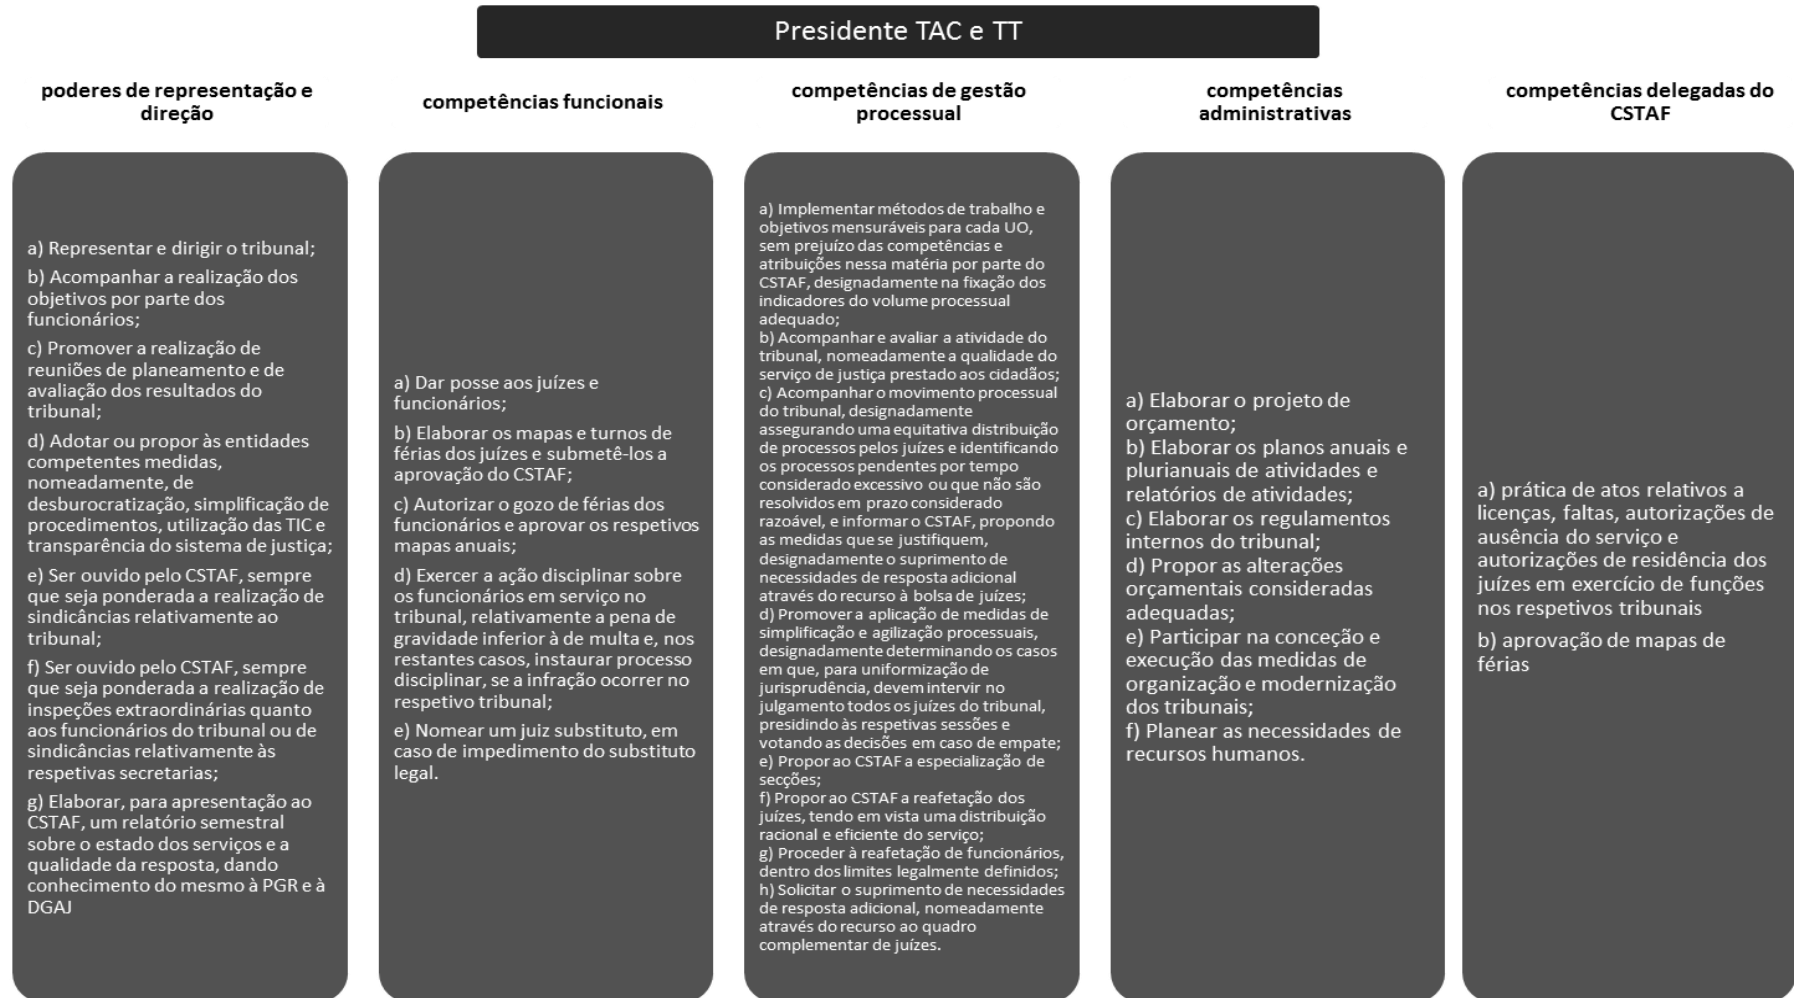 Presidente TAC e TT
poderes de representação e
direção
a) Representar e dirigir o tribunal;
b) Acompanhar a realização dos
objetivos por parte dos
funcionários;
c) Promover a realização de
reuniões de planeamento e de
avaliação dos resultados do
tribunal;
d) Adotar ou propor às entidades
competentes medidas,
nomeadamente, de
desburocratização, simplificação de
procedimentos, utilização das TIC e
transparência do sistema de justiça;
e) Ser ouvido pelo CSTAF, sempre
que seja ponderada a realização de
sindicâncias relativamente ao
tribunal;
f) Ser ouvido pelo CSTAF, sempre
que seja ponderada a realização de
inspeções extraordinárias quanto
aos funcionários do tribunal ou de
sindicâncias relativamente às
respetivas secretarias;
g) Elaborar, para apresentação ao
CSTAF, um relatório semestral
sobre o estado dos serviços e a
qualidade da resposta, dando
conhecimento do mesmo à PGR e à
DGAJ
competências funcionais
a) Dar posse aos juízes e
funcionários;
b) Elaborar os mapas e turnos de
férias dos juízes e submetê-los a
aprovação do CSTAF;
c) Autorizar o gozo de férias dos
funcionários e aprovar os respetivos
mapas anuais;
d) Exercer a ação disciplinar sobre
os funcionários em serviço no
tribunal, relativamente a pena de
gravidade inferior à de multa e, nos
restantes casos, instaurar processo
disciplinar, se a infração ocorrer no
respetivo tribunal;
e) Nomear um juiz substituto, em
caso de impedimento do substituto
legal.
competências de gestão
processual
a) Implementar métodos de trabalho e
objetivos mensuráveis para cada UO,
sem prejuízo das competências e
atribuições nessa matéria por parte do
CSTAF, designadamente na fixação dos
indicadores do volume processual
adequado;
b) Acompanhar e avaliar a atividade do
tribunal, nomeadamente a qualidade do
serviço de justiça prestado aos cidadãos;
c) Acompanhar o movimento processual
do tribunal, designadamente
assegurando uma equitativa distribuição
de processos pelos juízes e identificando
os processos pendentes por tempo
considerado excessivo ou que não são
resolvidos em prazo considerado
razoável, e informar o CSTAF, propondo
as medidas que se justifiquem,
designadamente o suprimento de
necessidades de resposta adicional
através do recurso à bolsa de juízes;
d) Promover a aplicação de medidas de
simplificação e agilização processuais,
designadamente determinando os casos
em que, para uniformização de
jurisprudência, devem intervir no
julgamento todos os juízes do tribunal,
presidindo às respetivas sessões e
votando as decisões em caso de empate;
e) Propor ao CSTAF a especialização de
secções;
f) Propor ao CSTAF a reafetação dos
juízes, tendo em vista uma distribuição
racional e eficiente do serviço;
g) Proceder à reafetação de funcionários,
dentro dos limites legalmente definidos;
h) Solicitar o suprimento de necessidades
de resposta adicional, nomeadamente
através do recurso ao quadro
complementar de juízes.
competências
administrativas
a) Elaborar o projeto de
orçamento;
b) Elaborar os planos anuais e
plurianuais de atividades e
relatórios de atividades;
c) Elaborar os regulamentos
internos do tribunal;
d) Propor as alterações
orçamentais consideradas
adequadas;
e) Participar na conceção e
execução das medidas de
organização e modernização
dos tribunais;
f) Planear as necessidades de
recursos humanos.
competências delegadas do
CSTAF
a) prática de atos relativos a
licenças, faltas, autorizações de
ausência do serviço e
autorizações de residência dos
juízes em exercício de funções
nos respetivos tribunais
b) aprovação de mapas de
férias